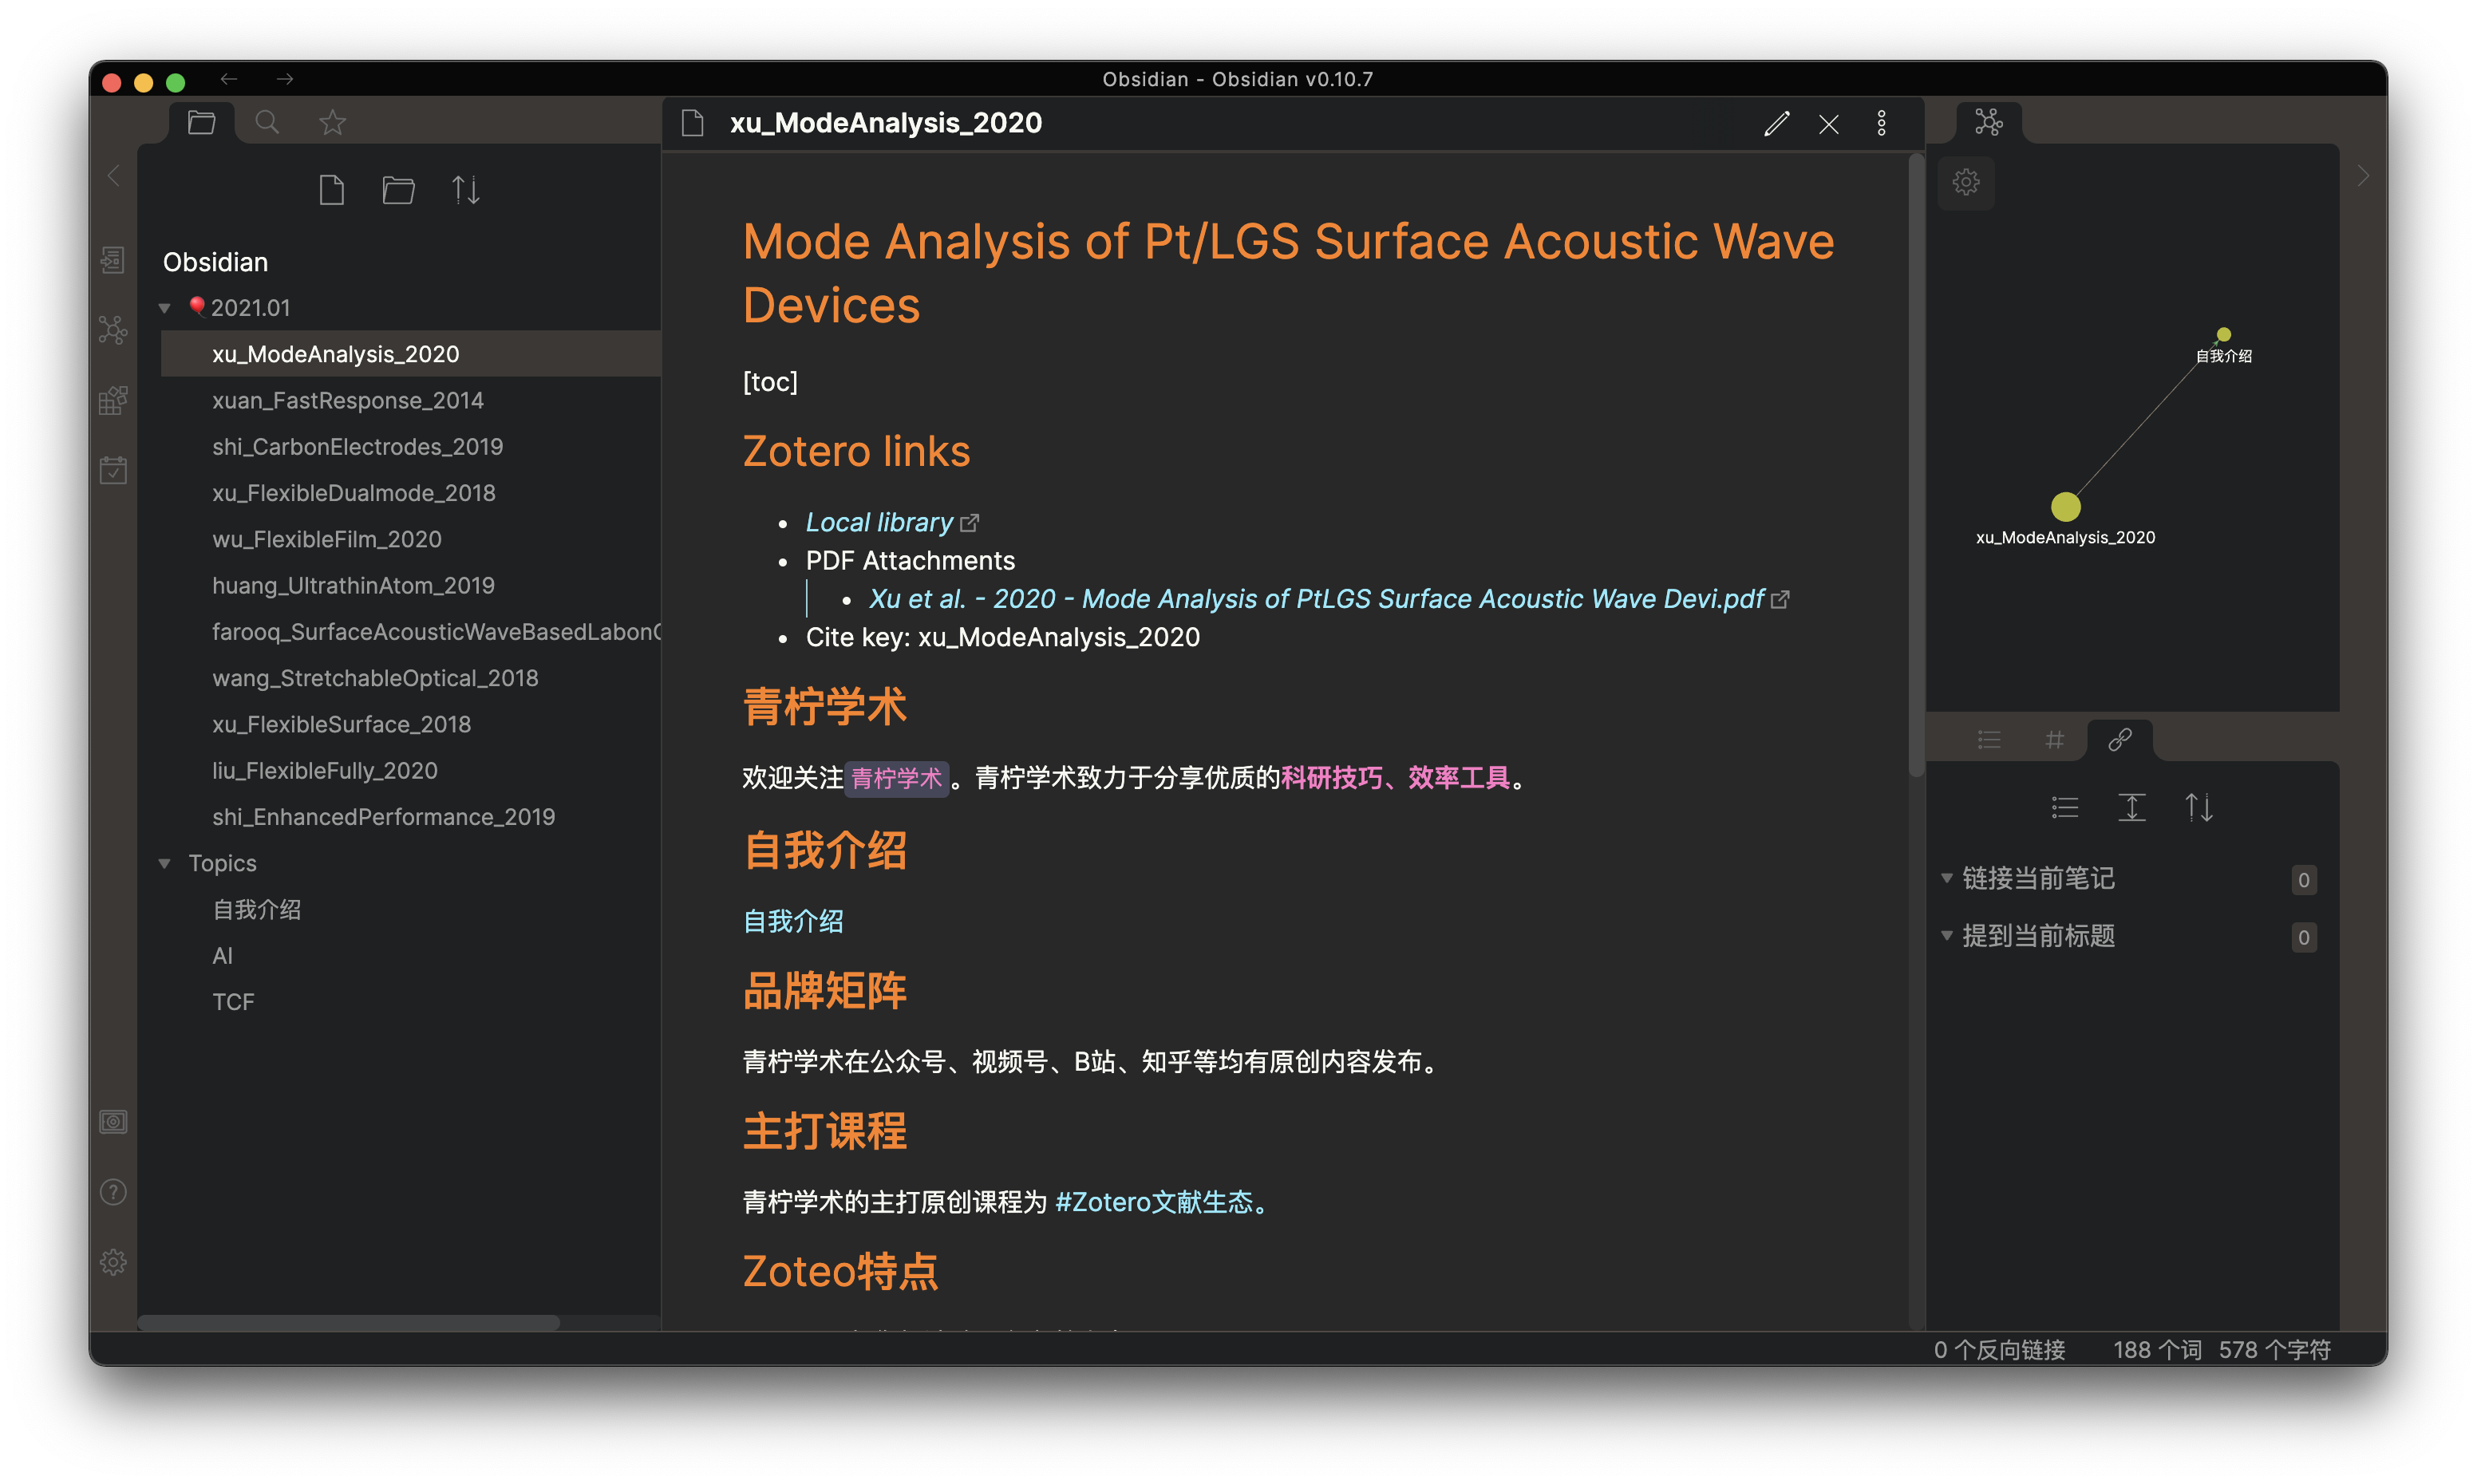 Obsidian - Obsidian v0.10.7
xu_ModeAnalysis_2020
Obsidian
2021.01
xu_ModeAnalysis_2020
xuan_FastResponse_2014
shi_CarbonElectrodes_2019
xu_FlexibleDualmode_2018
wu_FlexibleFilm_2020
huang_UltrathinAtom_2019
farooq_SurfaceAcousticWaveBasedLabonC
wang_StretchableOptical_2018
xu_FlexibleSurface_2018
liu_FlexibleFully_2020
shi_EnhancedPerformance_2019
Topics
自我介绍
AI
TCF
Mode Analysis of Pt/LGS Surface Acoustic Wave
Devices
[toc]
Zotero links
Local library
PDF Attachments
Xu et al. - 2020 - Mode Analysis of PtLGS Surface Acoustic Wave Devi.pdf
Cite key: xu_ModeAnalysis_2020
青柠学术
欢迎关注青柠学术。青柠学术致力于分享优质的科研技巧、效率工具。
自我介绍
自我介绍
品牌矩阵
青柠学术在公众号、视频号、B站、知乎等均有原创内容发布。
主打课程
青柠学术的主打原创课程为 #Zotero文献生态。
Zoteo特点
自我介绍
xu_ModeAnalysis_2020
链接当前笔记 0
提到当前标题 0
0 个反向链接 188 个词 578 个字符